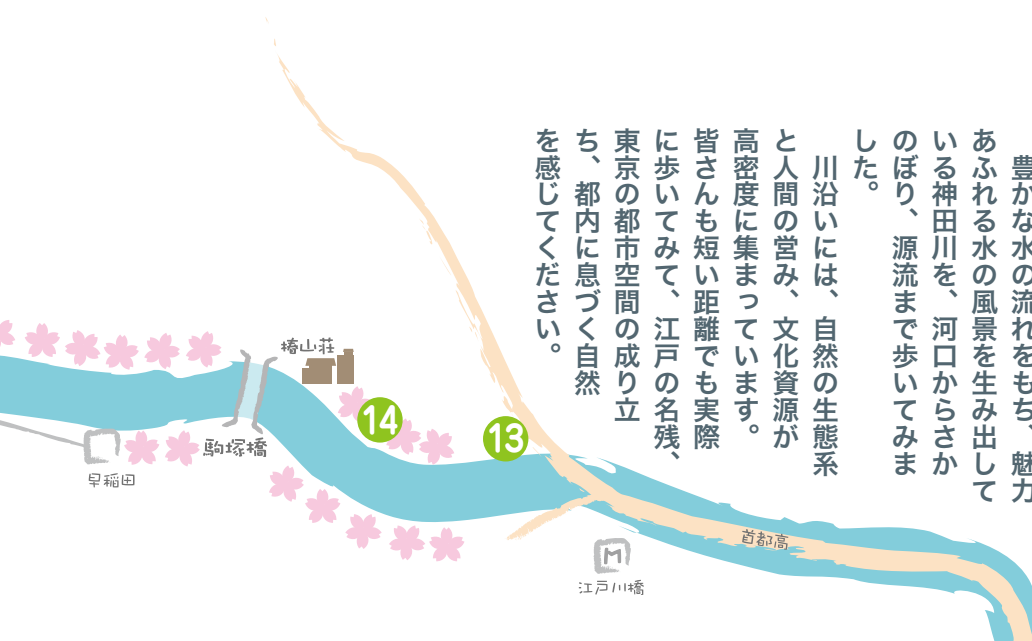 豊かな水の流れをもち、魅力
あふれる水の風景を生み出して
いる神田川を、河口からさか
のぼり、源流まで歩いてみま
した。
川沿いには、自然の生態系
と人間の営み、文化資源が
高密度に集まっています。
皆さんも短い距離でも実際
に歩いてみて、江戸の名残、
東京の都市空間の成り立
ち、都内に息づく自然
を感じてください。
椿山荘
14
13
駒塚橋
早稲田
首都高
M
江戸川橋